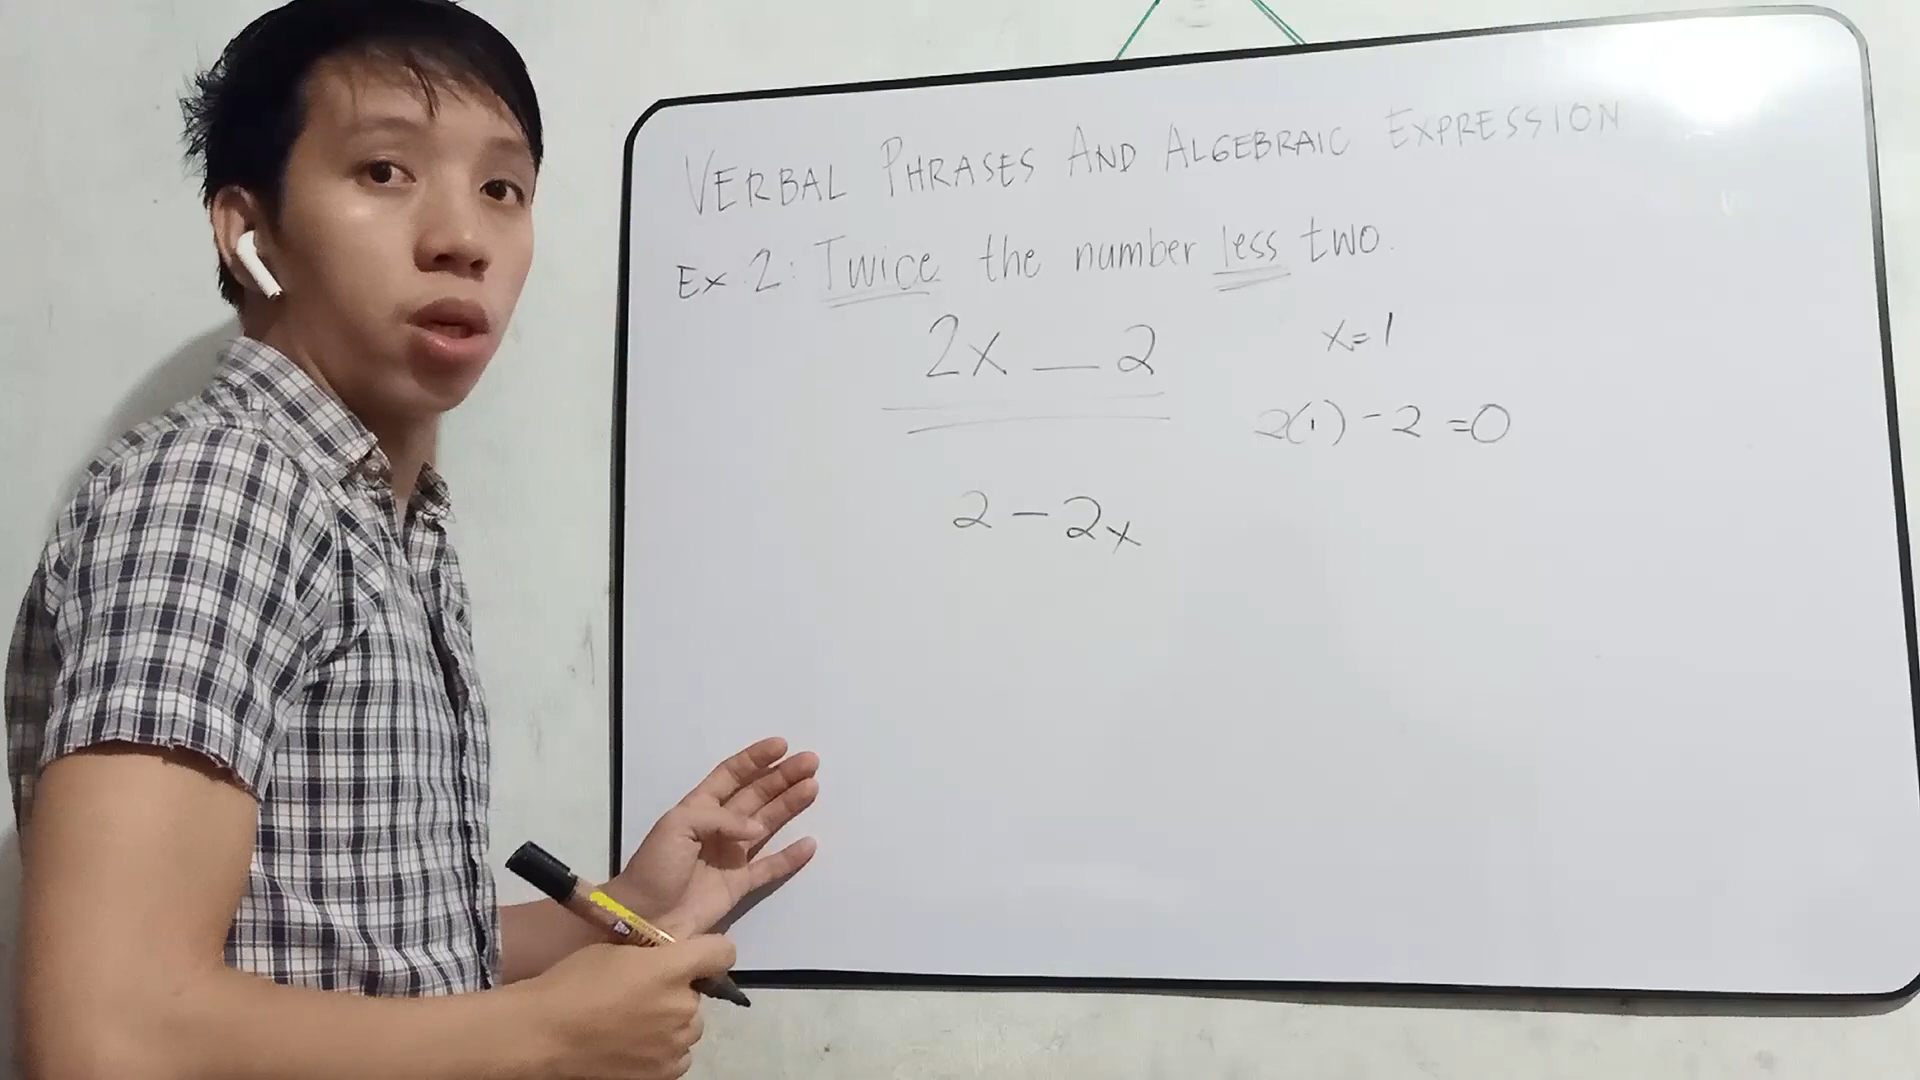 VERBAL PHRASES AND ALGEBRAIC EXPRESSION
Ex 2: Twice the number less two.
2x — 2
x=1
2(1) - 2 =0
2 - 2x